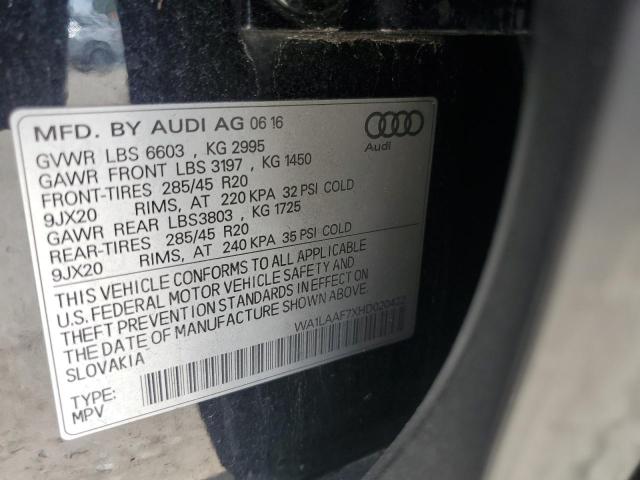 MFD. BY AUDI AG 06 16
GVWR LBS 6603 , KG 2995
GAWR FRONT LBS 3197 , KG 1450
FRONT-TIRES 285/45 R20
9JX20 RIMS, AT 220 KPA 32 PSI COLD
GAWR REAR LBS3803 , KG 1725
REAR-TIRES 285/45 R20
9JX20 RIMS, AT 240 KPA 35 PSI COLD
THIS VEHICLE CONFORMS TO ALL APPLICABLE
U.S. FEDERAL MOTOR VEHICLE SAFETY AND
THEFT PREVENTION STANDARDS IN EFFECT ON
THE DATE OF MANUFACTURE SHOWN ABOVE.
SLOVAKIA
WA1LAAF7XHD020422
TYPE:
MPV
Audi